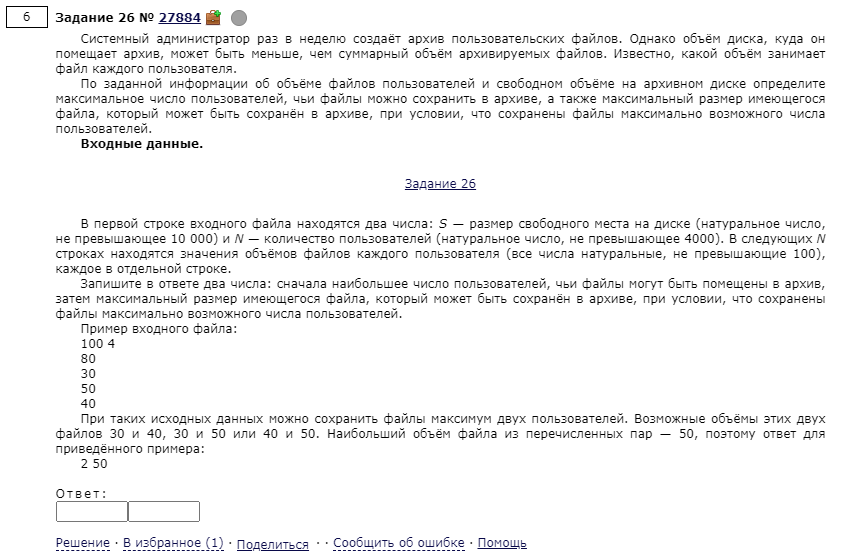 6
Задание 26 № 27884
Системный администратор раз в неделю создаёт архив пользовательских файлов. Однако объём диска, куда он
помещает архив, может быть меньше, чем суммарный объём архивируемых файлов. Известно, какой объём занимает
файл каждого пользователя.
По заданной информации об объёме файлов пользователей и свободном объёме на архивном диске определите
максимальное число пользователей, чьи файлы можно сохранить в архиве, а также максимальный размер имеющегося
файла, который может быть сохранён в архиве, при условии, что сохранены файлы максимально возможного числа
пользователей.
Входные данные.
Задание 26
В первой строке входного файла находятся два числа: S — размер свободного места на диске (натуральное число,
не превышающее 10 000) и N — количество пользователей (натуральное число, не превышающее 4000). В следующих N
строках находятся значения объёмов файлов каждого пользователя (все числа натуральные, не превышающие 100),
каждое в отдельной строке.
Запишите в ответе два числа: сначала наибольшее число пользователей, чьи файлы могут быть помещены в архив,
затем максимальный размер имеющегося файла, который может быть сохранён в архиве, при условии, что сохранены
файлы максимально возможного числа пользователей.
Пример входного файла:
100 4
80
30
50
40
При таких исходных данных можно сохранить файлы максимум двух пользователей. Возможные объёмы этих двух
файлов 30 и 40, 30 и 50 или 40 и 50. Наибольший объём файла из перечисленных пар — 50, поэтому ответ для
приведённого примера:
2 50
Ответ:
Решение · В избранное (1) · Поделиться · · Сообщить об ошибке · Помощь